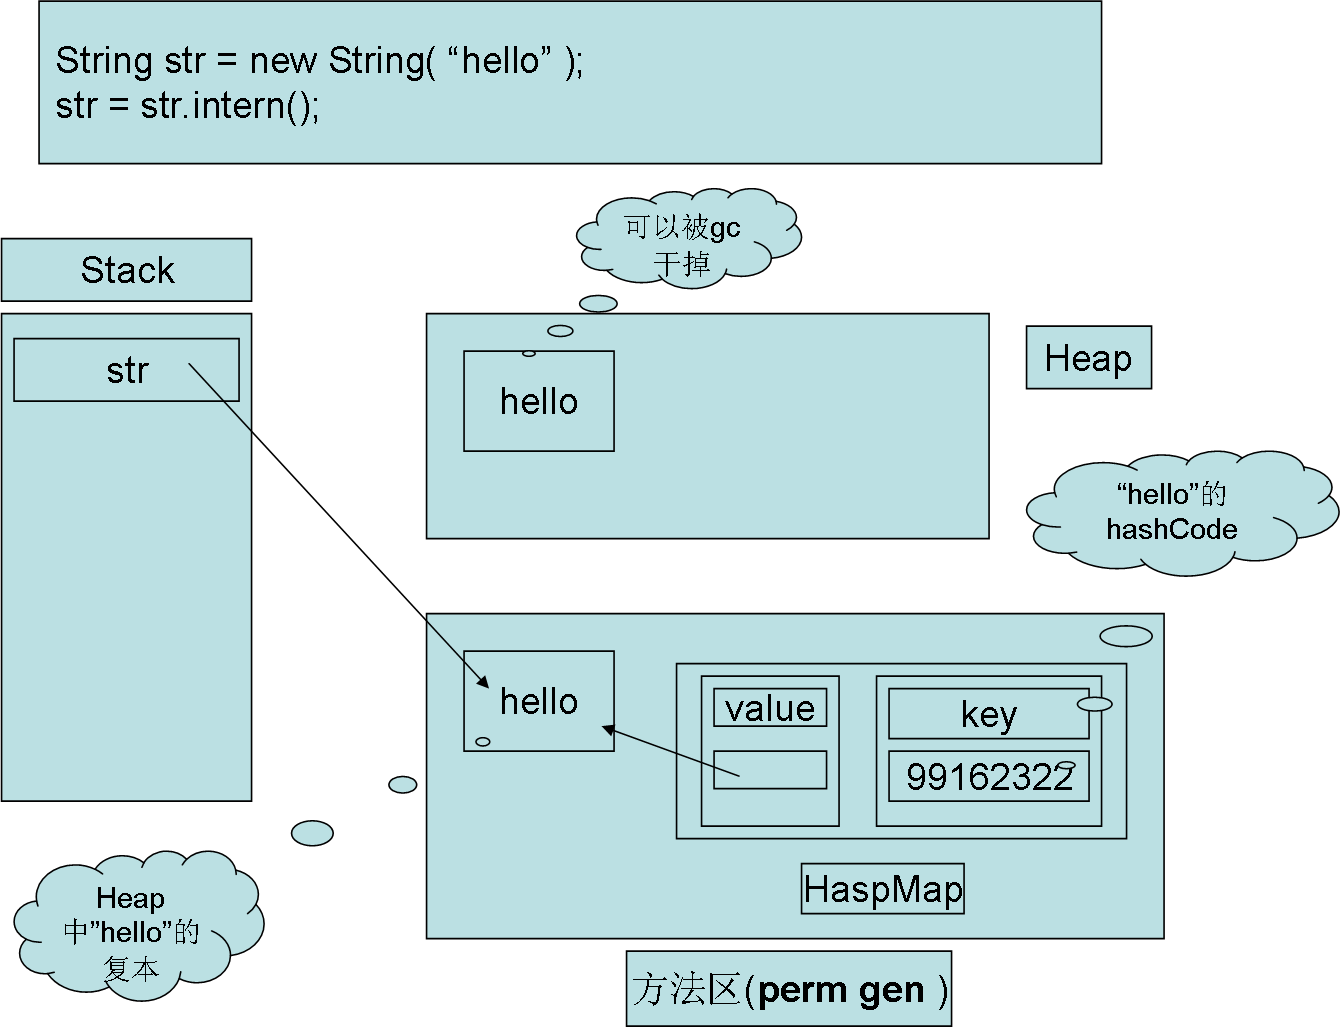 String str = new String( “hello” );
str = str.intern();
可以被gc
干掉
Stack
str
hello
Heap
“hello”的
hashCode
hello
value
key
99162322
HaspMap
Heap
中”hello”的
复本
方法区(perm gen )